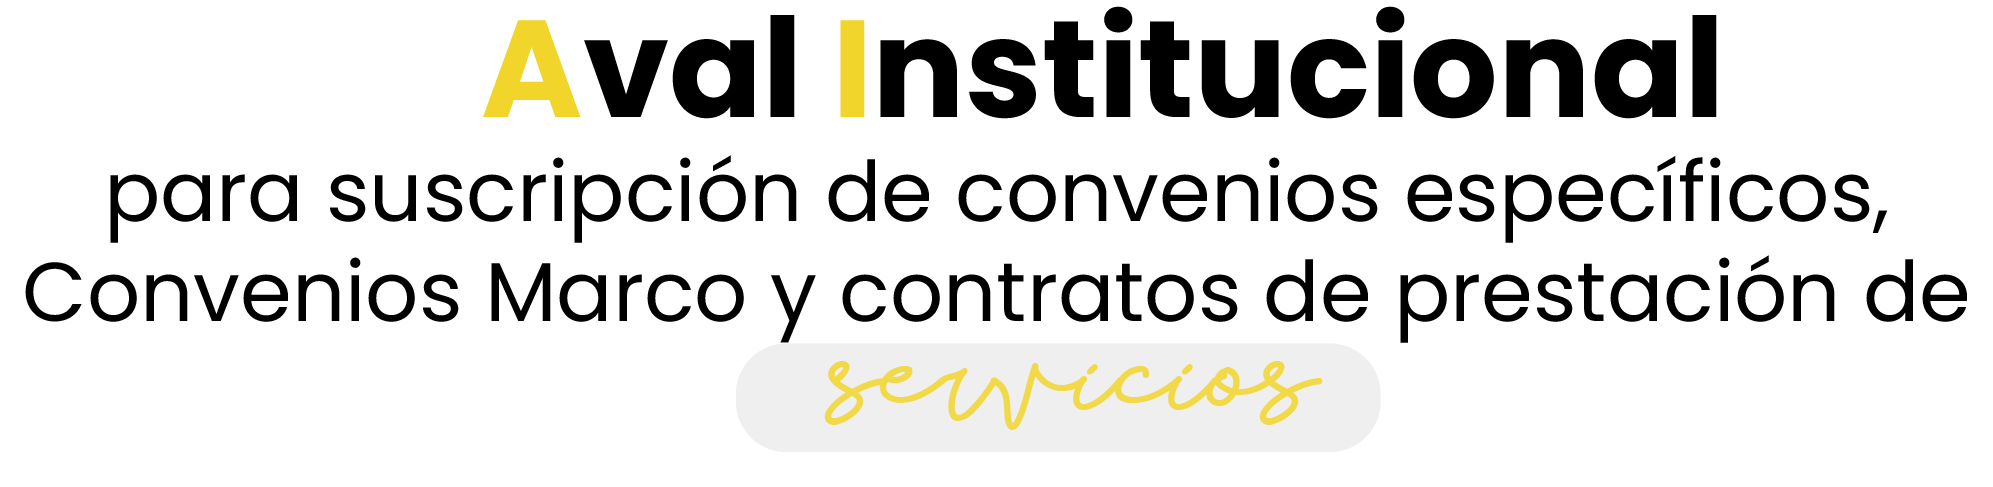 Aval Institucional
para suscripción de convenios específicos,
Convenios Marco y contratos de prestación de
servicios